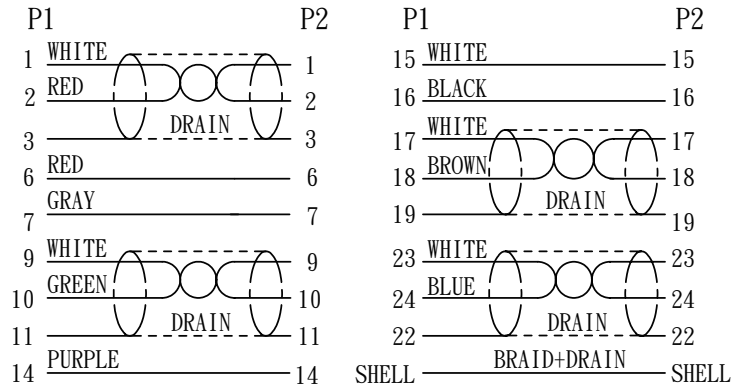 P1 P2
1 WHITE 1
2 RED 2
3 DRAIN 3
6 RED 6
7 GRAY 7
9 WHITE 9
10 GREEN 10
11 DRAIN 11
14 PURPLE 14
P1 P2
15 WHITE 15
16 BLACK 16
17 WHITE 17
18 BROWN 18
19 DRAIN 19
23 WHITE 23
24 BLUE 24
22 DRAIN 22
SHELL BRAID+DRAIN SHELL